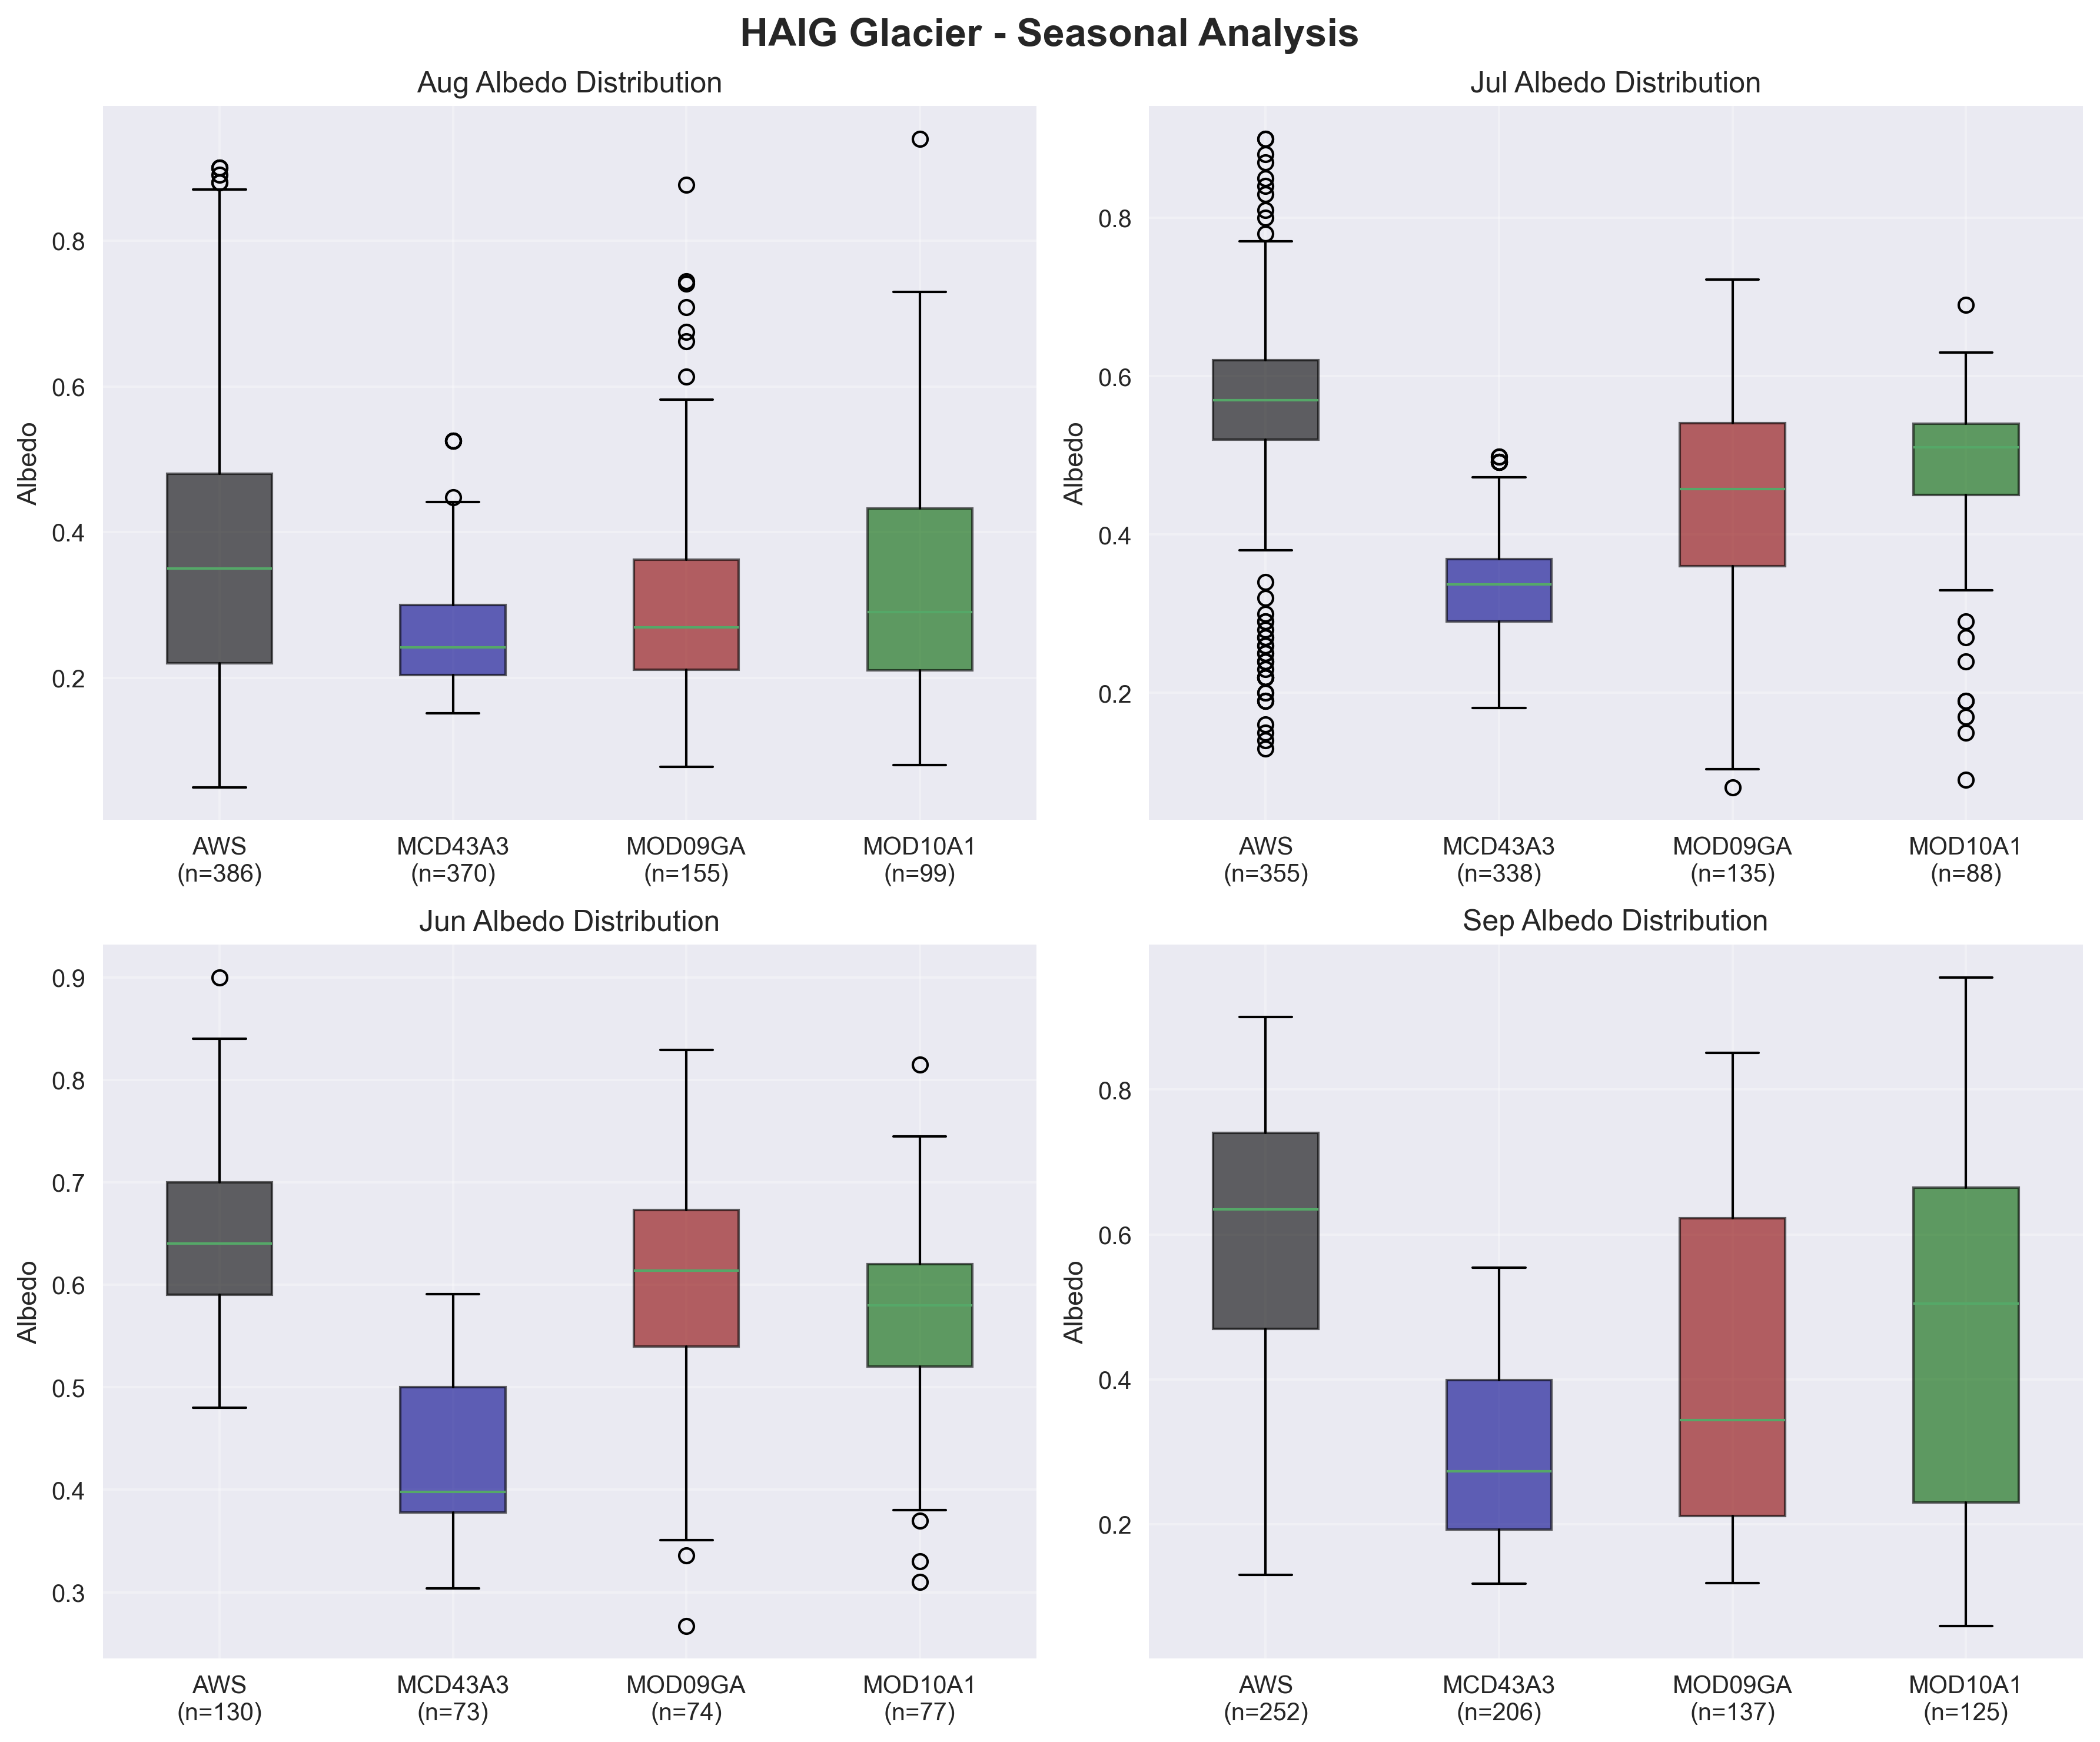 HAIG Glacier - Seasonal Analysis
Aug Albedo Distribution
Albedo
0.8
0.6
0.4
0.2
AWS
(n=386)
MCD43A3
(n=370)
MOD09GA
(n=155)
MOD10A1
(n=99)
Jul Albedo Distribution
Albedo
0.8
0.6
0.4
0.2
AWS
(n=355)
MCD43A3
(n=338)
MOD09GA
(n=135)
MOD10A1
(n=88)
Jun Albedo Distribution
Albedo
0.9
0.8
0.7
0.6
0.5
0.4
0.3
AWS
(n=130)
MCD43A3
(n=73)
MOD09GA
(n=74)
MOD10A1
(n=77)
Sep Albedo Distribution
Albedo
0.8
0.6
0.4
0.2
AWS
(n=252)
MCD43A3
(n=206)
MOD09GA
(n=137)
MOD10A1
(n=125)